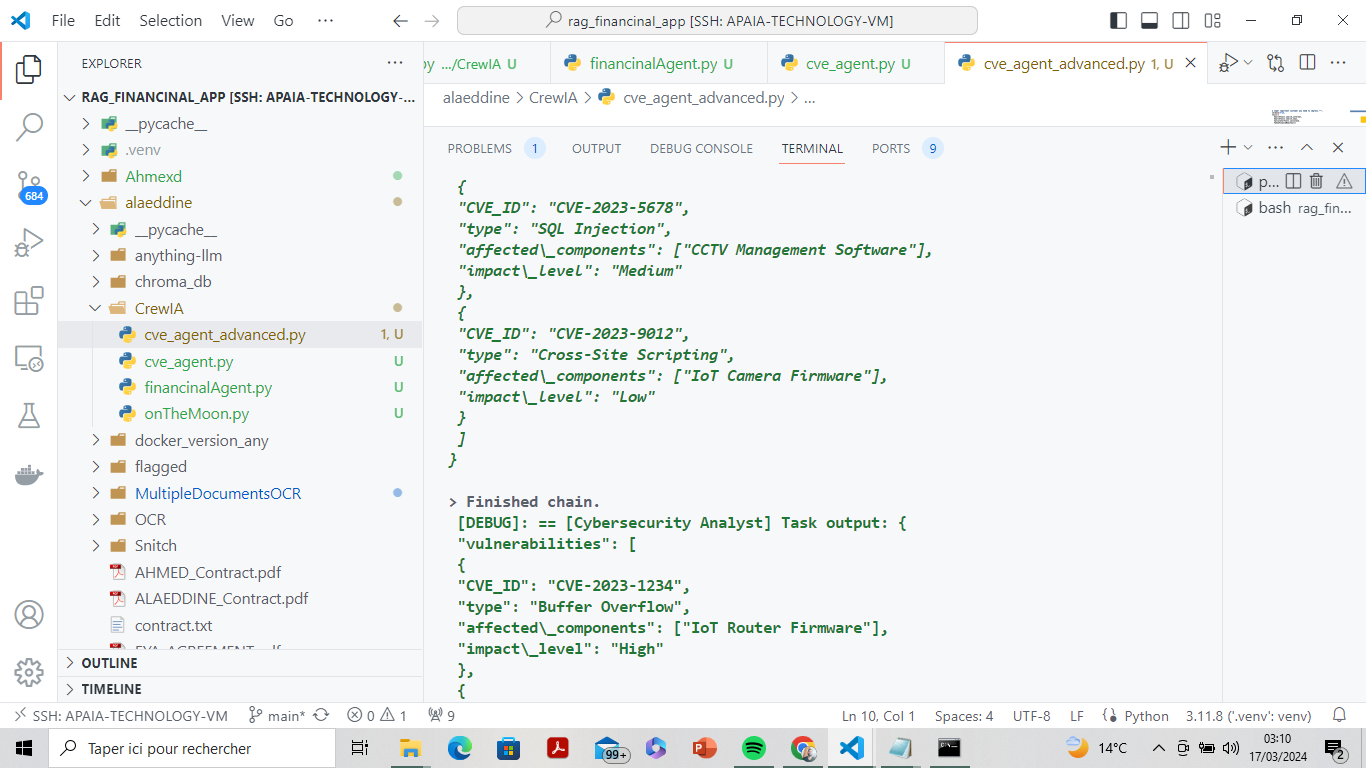 File Edit Selection View Go ···
rag_financinal_app [SSH: APAIA-TECHNOLOGY-VM]
EXPLORER
RAG_FINANCINAL_APP [SSH: APAIA-TECHNOLOGY-...
__pycache__
.venv
Ahmexd
684
alaeddine
__pycache__
anything-llm
chroma_db
CrewIA
cve_agent_advanced.py 1, U
cve_agent.py U
financinalAgent.py U
onTheMoon.py U
docker_version_any
flagged
MultipleDocumentsOCR
OCR
Snitch
AHMED_Contract.pdf
ALAEDDINE_Contract.pdf
contract.txt
OUTLINE
TIMELINE
py .../CrewIA U
financinalAgent.py U
cve_agent.py U
cve_agent_advanced.py 1, U
alaeddine > CrewIA > cve_agent_advanced.py > ...
PROBLEMS 1 OUTPUT DEBUG CONSOLE TERMINAL PORTS 9
{
"CVE_ID": "CVE-2023-5678",
"type": "SQL Injection",
"affected\_components": ["CCTV Management Software"],
"impact\_level": "Medium"
},
{
"CVE_ID": "CVE-2023-9012",
"type": "Cross-Site Scripting",
"affected\_components": ["IoT Camera Firmware"],
"impact\_level": "Low"
}
]
}
> Finished chain.
[DEBUG]: == [Cybersecurity Analyst] Task output: {
"vulnerabilities": [
{
"CVE_ID": "CVE-2023-1234",
"type": "Buffer Overflow",
"affected\_components": ["IoT Router Firmware"],
"impact\_level": "High"
},
{
p...
bash rag_fin...
SSH: APAIA-TECHNOLOGY-VM main* 0 1 9
Ln 10, Col 1 Spaces: 4 UTF-8 LF Python 3.11.8 ('.venv': venv)
Taper ici pour rechercher
99+
14°C
03:10
17/03/2024
2